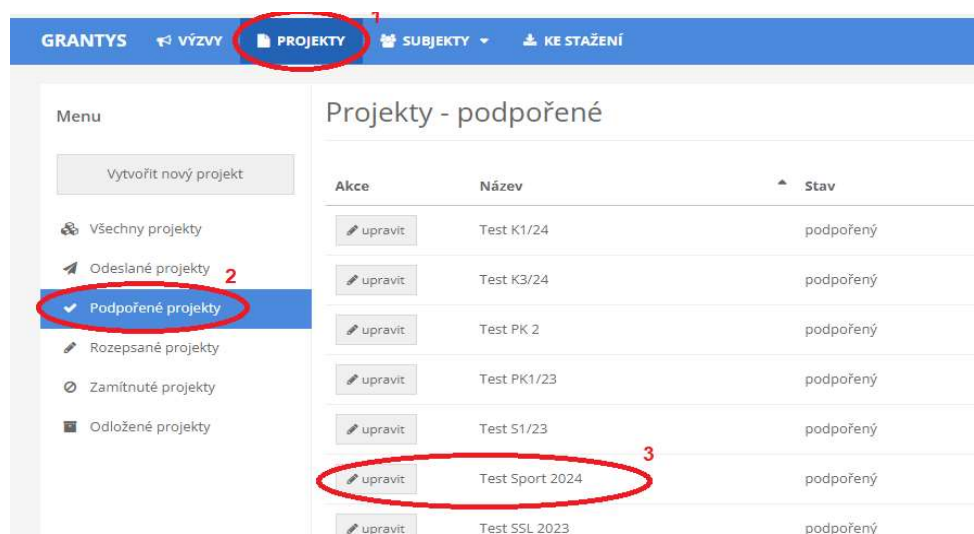 1
GRANTYS VÝZVY PROJEKTY SUBJEKTY KE STAŽENÍ
Menu
Vytvořit nový projekt
Všechny projekty
Odeslané projekty
2
Podpořené projekty
Rozepsané projekty
Zamítnuté projekty
Odložené projekty
Projekty - podpořené
Akce Název Stav
upravit Test K1/24 podpořený
upravit Test K3/24 podpořený
upravit Test PK 2 podpořený
upravit Test PK1/23 podpořený
upravit Test S1/23 podpořený
3
upravit Test Sport 2024 podpořený
upravit Test SSL 2023 podpořený